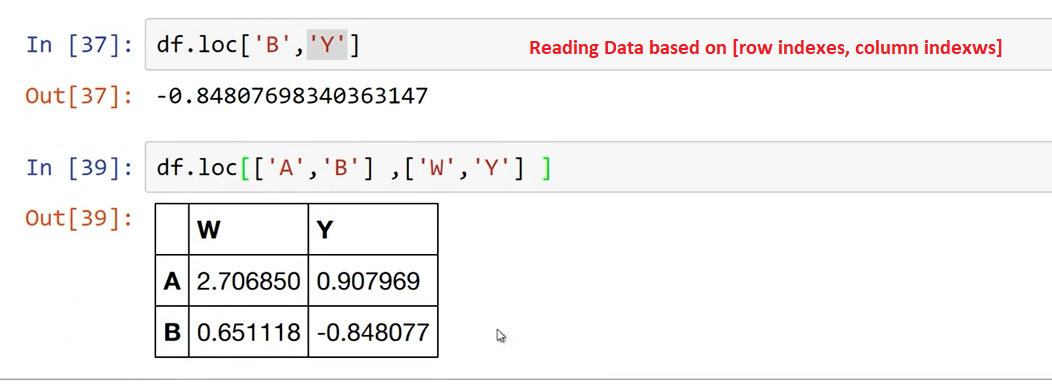 In [37]: df.loc['B','Y'] Reading Data based on [row indexes, column indexws]
Out[37]: -0.84807698340363147
In [39]: df.loc[['A','B'] ,['W','Y'] ]
Out[39]:
W Y
A 2.706850 0.907969
B 0.651118 -0.848077